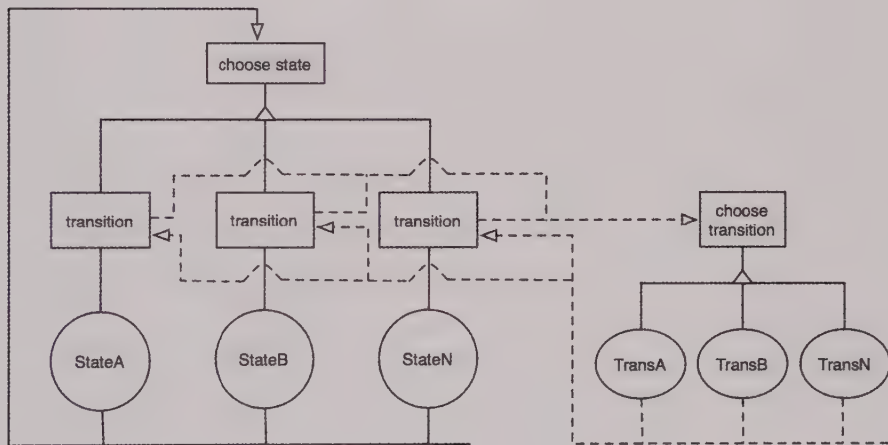 choose state
transition
transition
transition
choose
transition
StateA
StateB
StateN
TransA
TransB
TransN